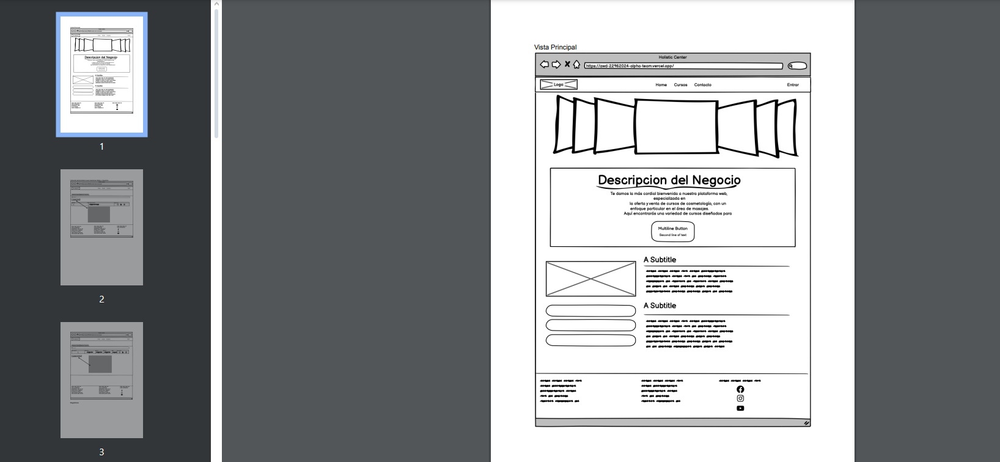 1
2
3
Vista Principal
Holistic Center
https://awd-22962024-alpha-team.vercel.app/
Logo
Home Cursos Contacto
Entrar
Descripcion del Negocio
Te damos la más cordial bienvenida a nuestra plataforma web,
especializada en
la oferta y venta de cursos de cosmetología, con un
enfoque particular en el área de masajes.
Aquí encontrarás una variedad de cursos diseñados para
Multiline Button
Second line of text
A Subtitle
A Subtitle